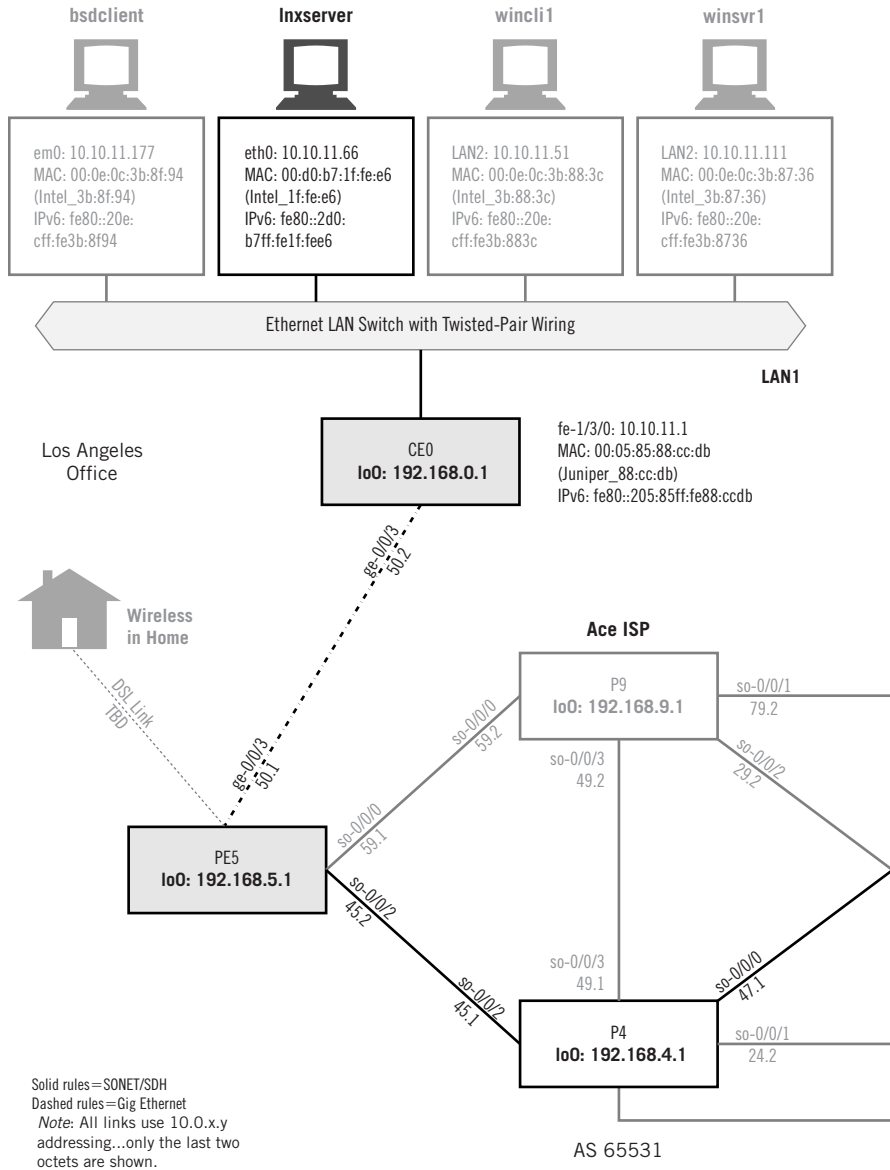 bsdclient
lnxserver
wincli1
winsvr1
em0: 10.10.11.177
MAC: 00:0e:0c:3b:8f:94
(Intel_3b:8f:94)
IPv6: fe80::20e:
cff:fe3b:8f94
eth0: 10.10.11.66
MAC: 00:d0:b7:1f:fe:e6
(Intel_1f:fe:e6)
IPv6: fe80::2d0:
b7ff:fe1f:fee6
LAN2: 10.10.11.51
MAC: 00:0e:0c:3b:88:3c
(Intel_3b:88:3c)
IPv6: fe80::20e:
cff:fe3b:883c
LAN2: 10.10.11.111
MAC: 00:0e:0c:3b:87:36
(Intel_3b:87:36)
IPv6: fe80::20e:
cff:fe3b:8736
Ethernet LAN Switch with Twisted-Pair Wiring
LAN1
Los Angeles
Office
CE0
lo0: 192.168.0.1
fe-1/3/0: 10.10.11.1
MAC: 00:05:85:88:cc:db
(Juniper_88:cc:db)
IPv6: fe80::205:85ff:fe88:ccdb
ge-0/0/3
50.2
Wireless
in Home
DSL Link
TBD
ge-0/0/3
50.1
Ace ISP
P9
lo0: 192.168.9.1
so-0/0/1
79.2
so-0/0/0
59.2
so-0/0/3
49.2
so-0/0/2
29.2
so-0/0/0
59.1
PE5
lo0: 192.168.5.1
so-0/0/2
45.2
so-0/0/2
45.1
so-0/0/3
49.1
so-0/0/0
47.1
P4
lo0: 192.168.4.1
so-0/0/1
24.2
Solid rules=SONET/SDH
Dashed rules=Gig Ethernet
Note: All links use 10.0.x.y
addressing...only the last two
octets are shown.
AS 65531